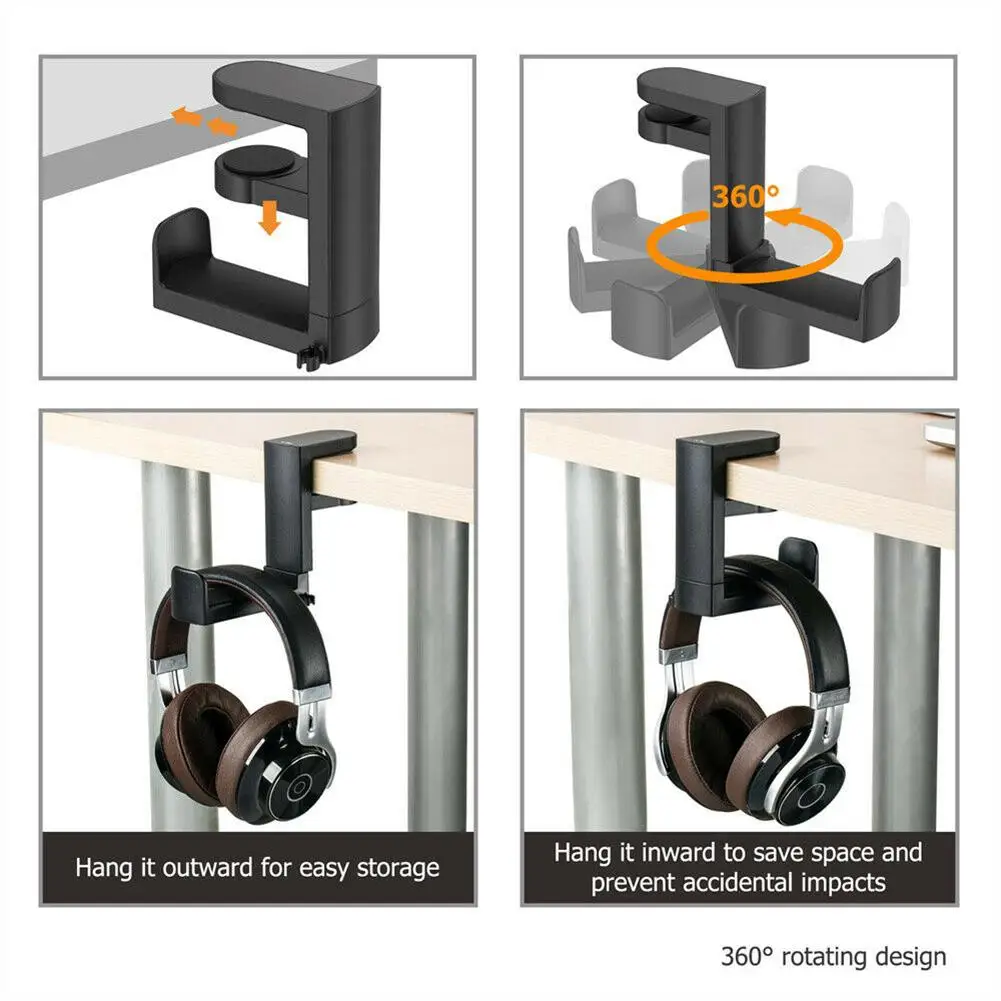 360°
Hang it outward for easy storage
Hang it inward to save space and
prevent accidental impacts
360° rotating design